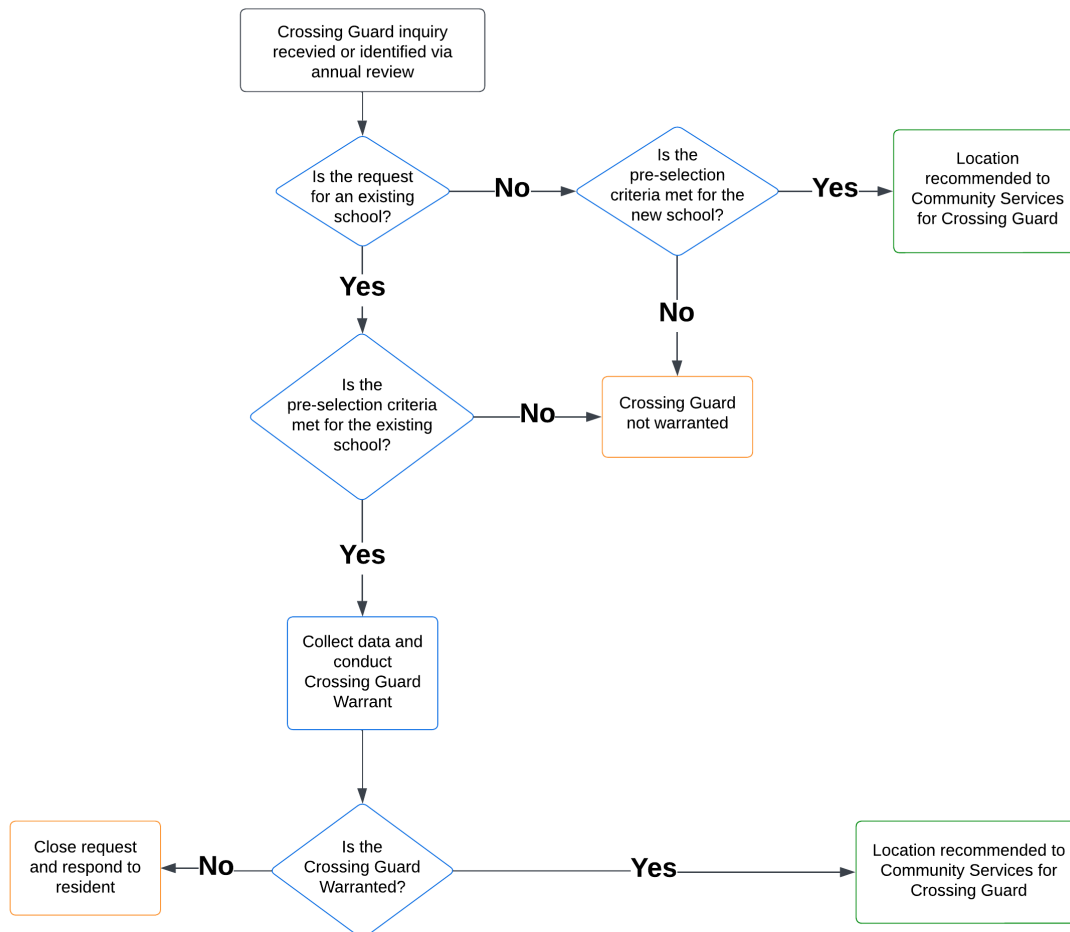 Crossing Guard inquiry
recevied or identified via
annual review
Is the request
for an existing
school?
No
Is the
pre-selection
criteria met for the
new school?
Yes
Location
recommended to
Community Services
for Crossing Guard
Yes
No
Is the
pre-selection criteria
met for the existing
school?
No
Crossing Guard
not warranted
Yes
Collect data and
conduct
Crossing Guard
Warrant
Is the
Crossing Guard
Warranted?
No
Close request
and respond to
resident
Yes
Location recommended to
Community Services for
Crossing Guard